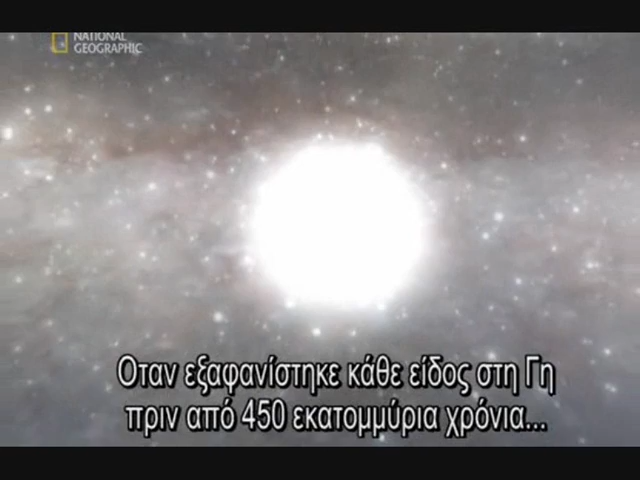 NATIONAL
GEOGRAPHIC
Οταν εξαφανίστηκε κάθε είδος στη Γη
πριν από 450 εκατομμύρια χρόνια...